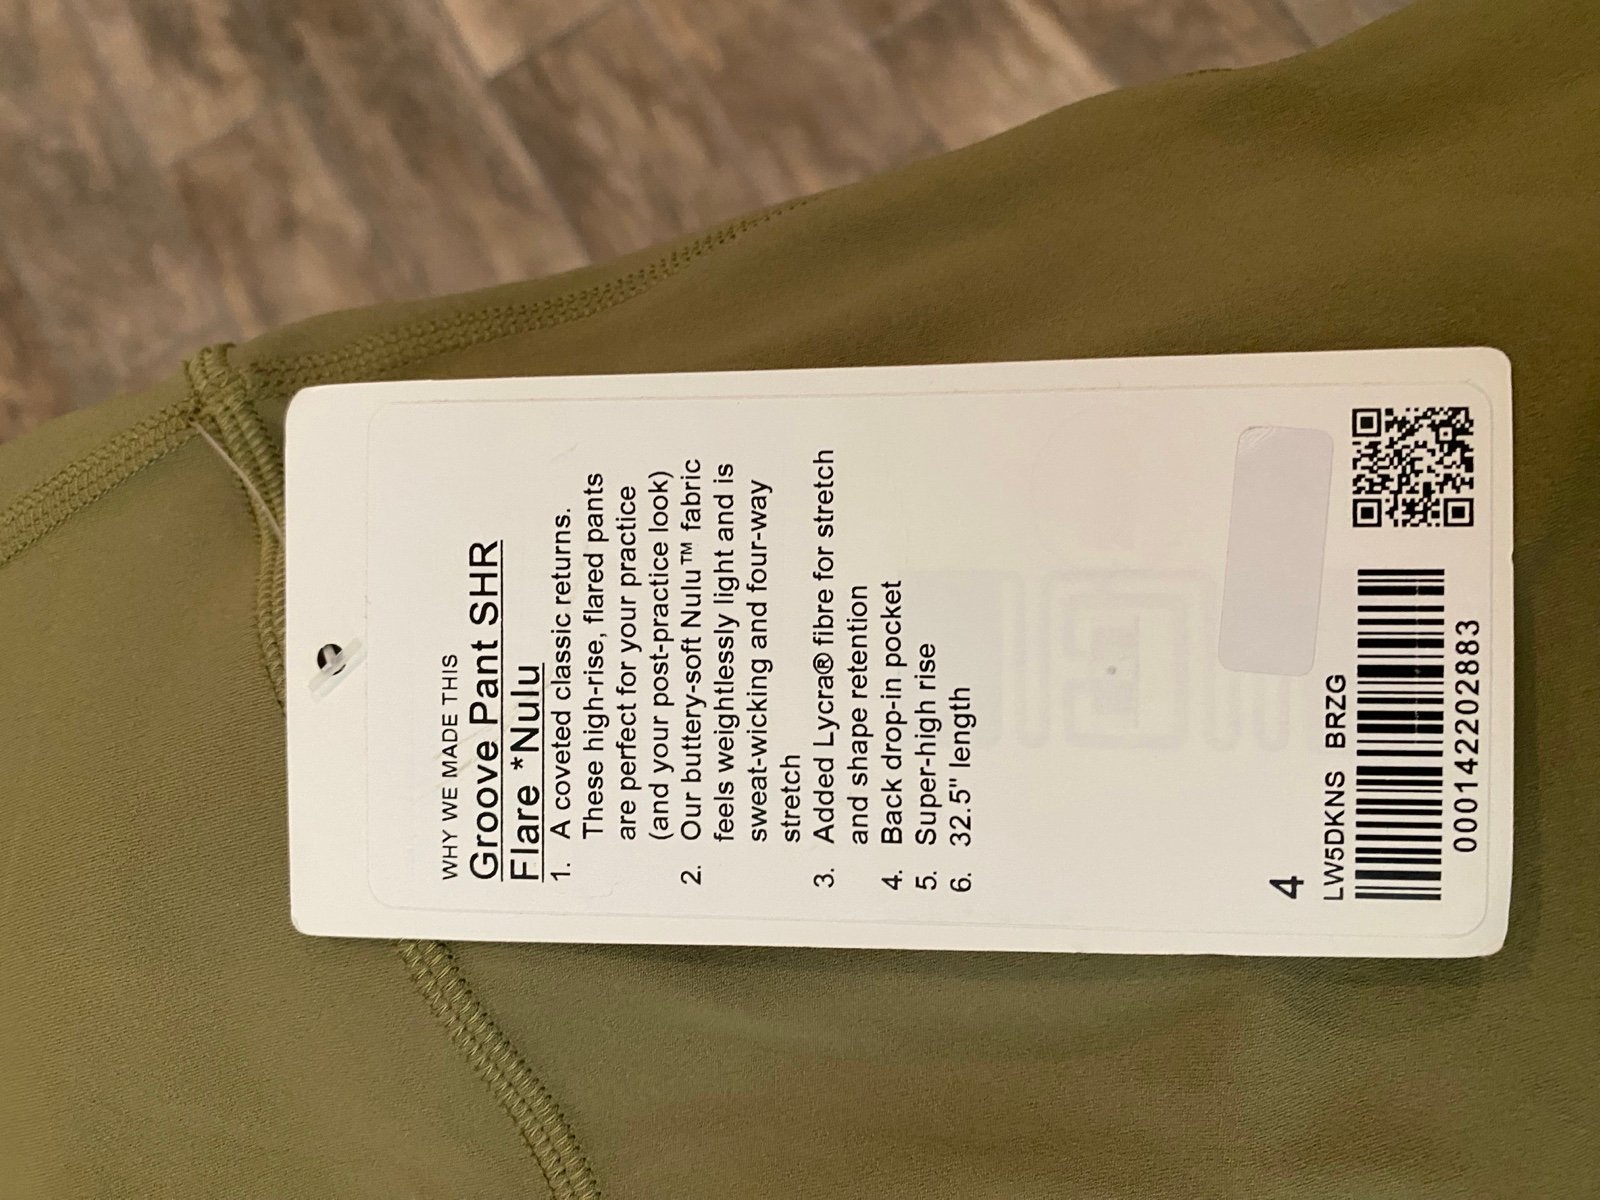 WHY WE MADE THIS
Groove Pant SHR
Flare *Nulu
1. A coveted classic returns.
These high-rise, flared pants
are perfect for your practice
(and your post-practice look)
2. Our buttery-soft Nulu™ fabric
feels weightlessly light and is
sweat-wicking and four-way
stretch
3. Added Lycra® fibre for stretch
and shape retention
4. Back drop-in pocket
5. Super-high rise
6. 32.5" length
4
LW5DKNS BRZG
000142202883